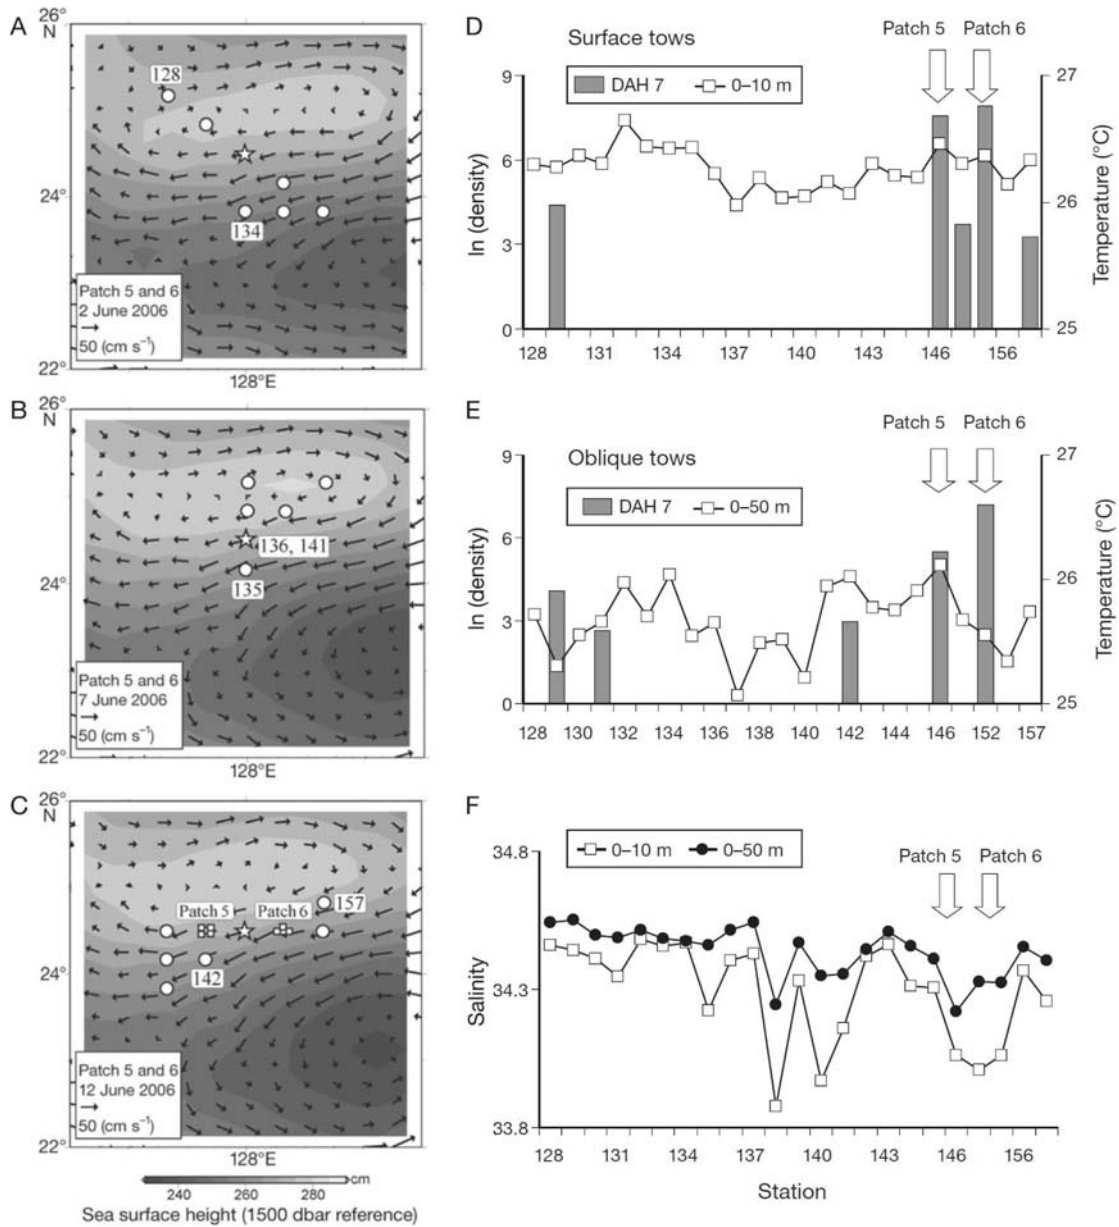 A
26°
N
24°
22°
128
134
Patch 5 and 6
2 June 2006
50 (cm s⁻¹)
128°E
B
26°
N
24°
22°
136, 141
135
Patch 5 and 6
7 June 2006
50 (cm s⁻¹)
128°E
C
26°
N
24°
22°
Patch 5
Patch 6
157
142
Patch 5 and 6
12 June 2006
50 (cm s⁻¹)
128°E
cm
240 260 280
Sea surface height (1500 dbar reference)
D
Patch 5 Patch 6
Surface tows
DAH 7 0–10 m
9
6
3
0
ln (density)
27
26
25
Temperature (°C)
128 131 134 137 140 143 146 156
E
Patch 5 Patch 6
Oblique tows
DAH 7 0–50 m
9
6
3
0
ln (density)
27
26
25
Temperature (°C)
128 130 132 134 136 138 140 142 144 146 152 157
F
0–10 m 0–50 m
Patch 5 Patch 6
34.8
34.3
33.8
Salinity
128 131 134 137 140 143 146 156
Station